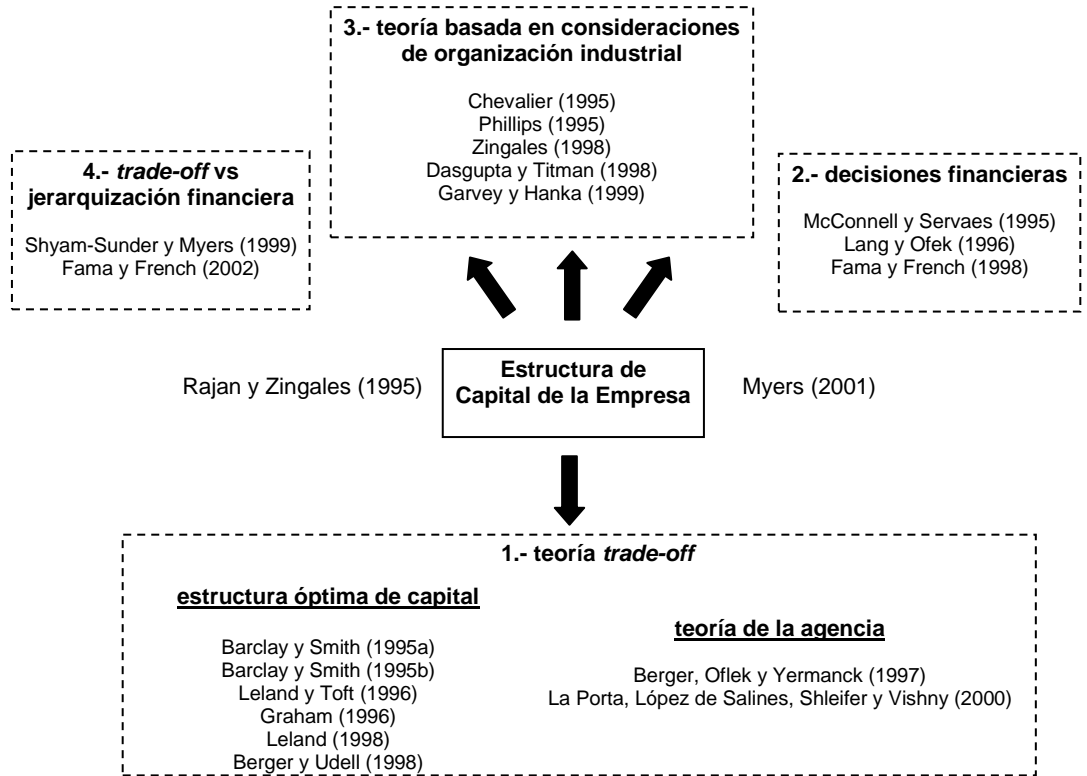 3.- teoría basada en consideraciones
de organización industrial
Chevalier (1995)
Phillips (1995)
Zingales (1998)
Dasgupta y Titman (1998)
Garvey y Hanka (1999)
4.- trade-off vs
jerarquización financiera
Shyam-Sunder y Myers (1999)
Fama y French (2002)
2.- decisiones financieras
McConnell y Servaes (1995)
Lang y Ofek (1996)
Fama y French (1998)
Rajan y Zingales (1995)
Estructura de
Capital de la Empresa
Myers (2001)
1.- teoría trade-off
estructura óptima de capital
Barclay y Smith (1995a)
Barclay y Smith (1995b)
Leland y Toft (1996)
Graham (1996)
Leland (1998)
Berger y Udell (1998)
teoría de la agencia
Berger, Oflek y Yermanck (1997)
La Porta, López de Salines, Shleifer y Vishny (2000)